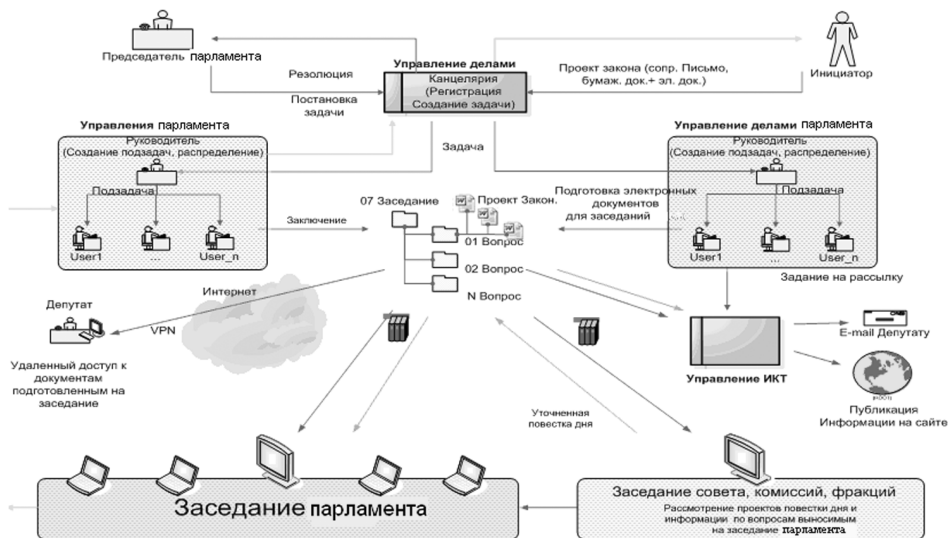 Председатель парламента
Управление делами
Канцелярия
(Регистрация
Создание задачи)
Резолюция
Постановка
задачи
Проект закона (сопр. Письмо,
бумаж. док.+ эл. док.)
Инициатор
Управления парламента
Руководитель
(Создание подзадач, распределение)
Подзадача
User1
...
User_n
Задача
Управление делами парламента
Руководитель
(Создание подзадач, распределение)
Подзадача
User1
...
User_n
Заключение
07 Заседание
Проект Закон.
01 Вопрос
02 Вопрос
N Вопрос
Подготовка электронных
документов
для заседаний
Задание на рассылку
Интернет
Депутат
VPN
Удаленный доступ к
документам
подготовленным на
заседание
Управление ИКТ
E-mail Депутату
Публикация
Информации на сайте
Уточненная
повестка дня
Заседание парламента
Заседание совета, комиссий, фракций
Рассмотрение проектов повестки дня и
информации по вопросам выносимым
на заседание парламента